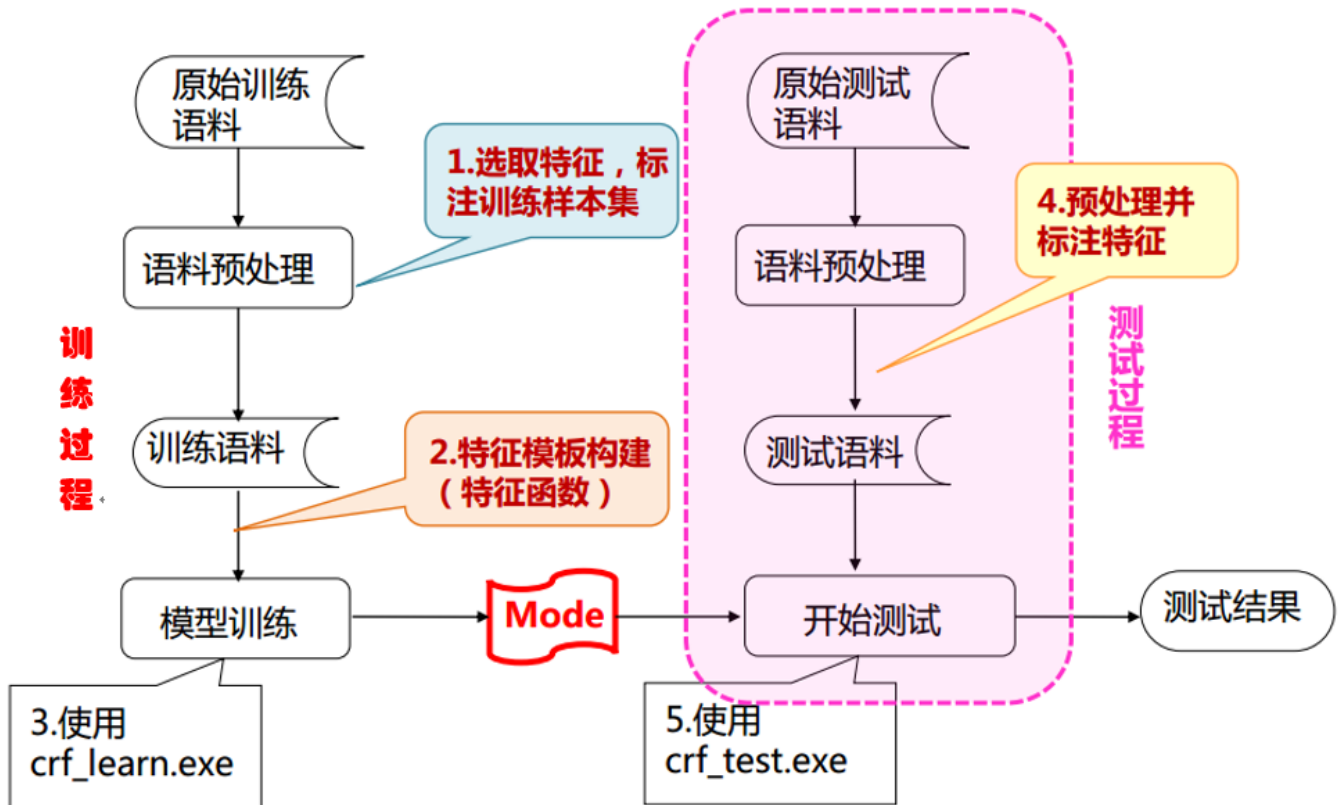 原始训练
语料
1.选取特征，标
注训练样本集
语料预处理
训练过程
训练语料
2.特征模板构建
（特征函数）
模型训练
3.使用
crf_learn.exe
Mode
原始测试
语料
4.预处理并
标注特征
语料预处理
测试过程
测试语料
开始测试
5.使用
crf_test.exe
测试结果